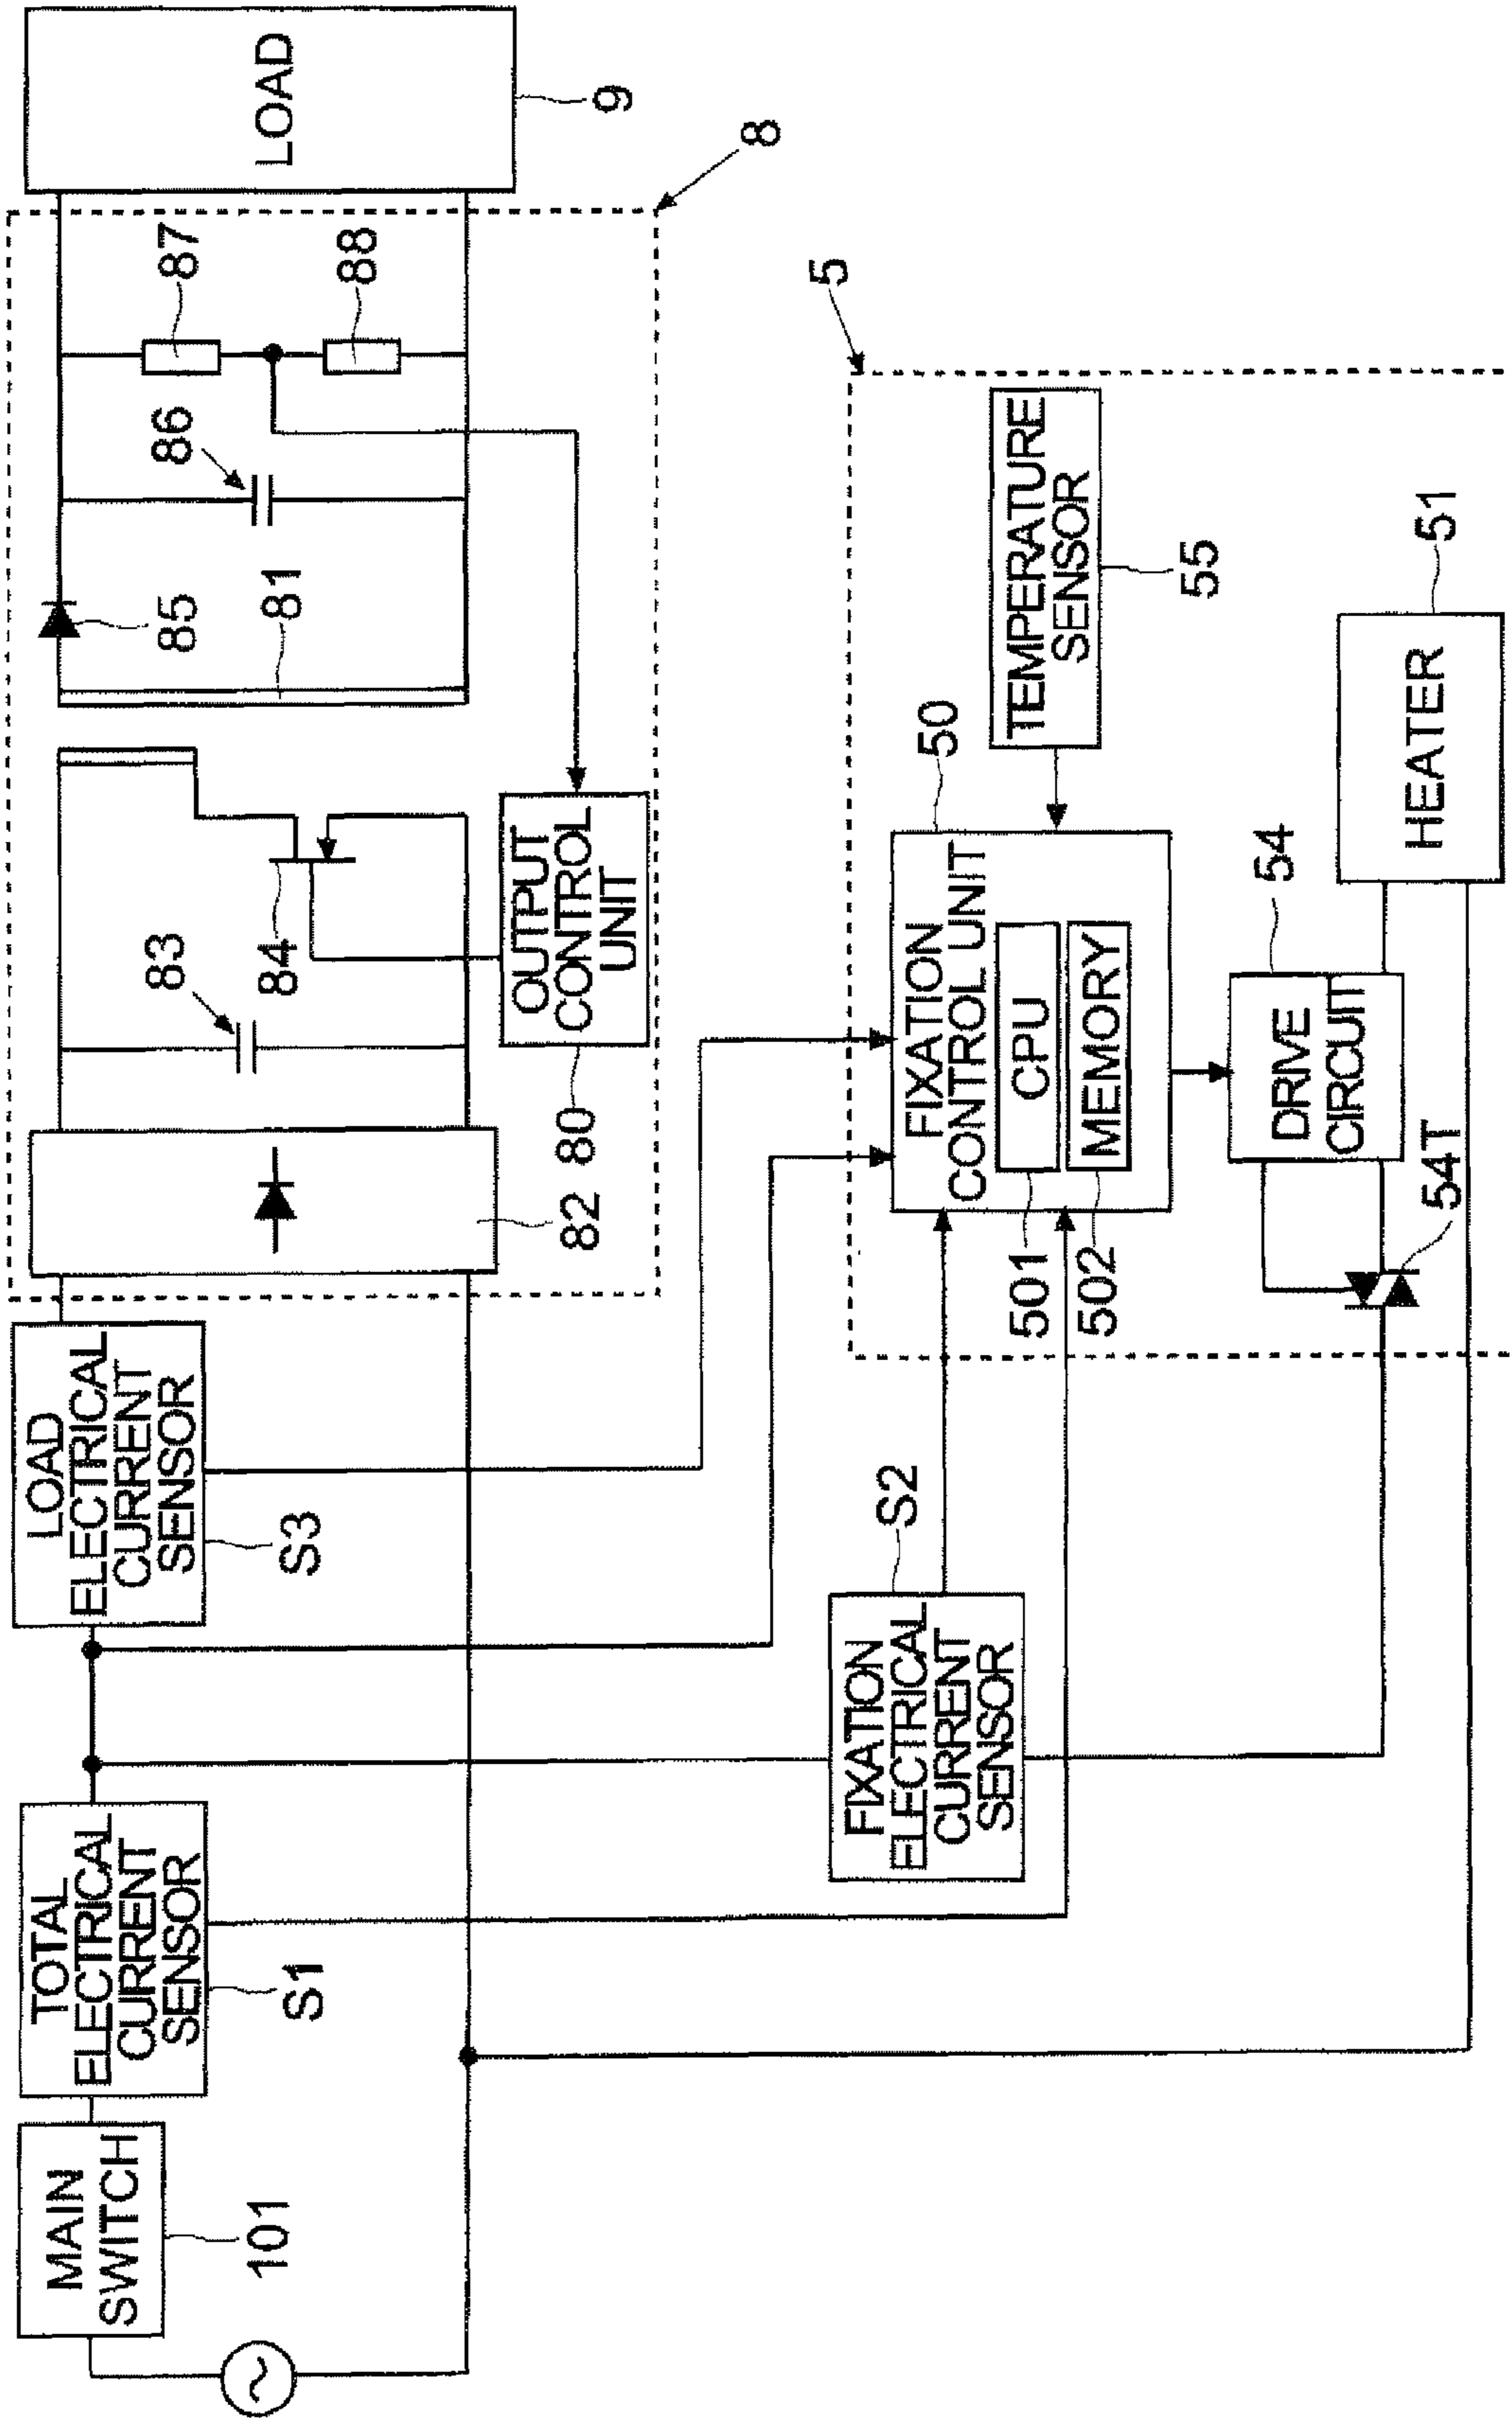 MAIN
SWITCH
101
TOTAL
ELECTRICAL
CURRENT
SENSOR
S1
LOAD
ELECTRICAL
CURRENT
SENSOR
S3
82
83
84
OUTPUT
CONTROL
UNIT
80
81
85
86
87
88
LOAD
9
8
FIXATION
ELECTRICAL
CURRENT
SENSOR
S2
5
FIXATION
CONTROL UNIT
50
CPU
501
MEMORY
502
TEMPERATURE
SENSOR
55
DRIVE
CIRCUIT
54
54T
HEATER
51